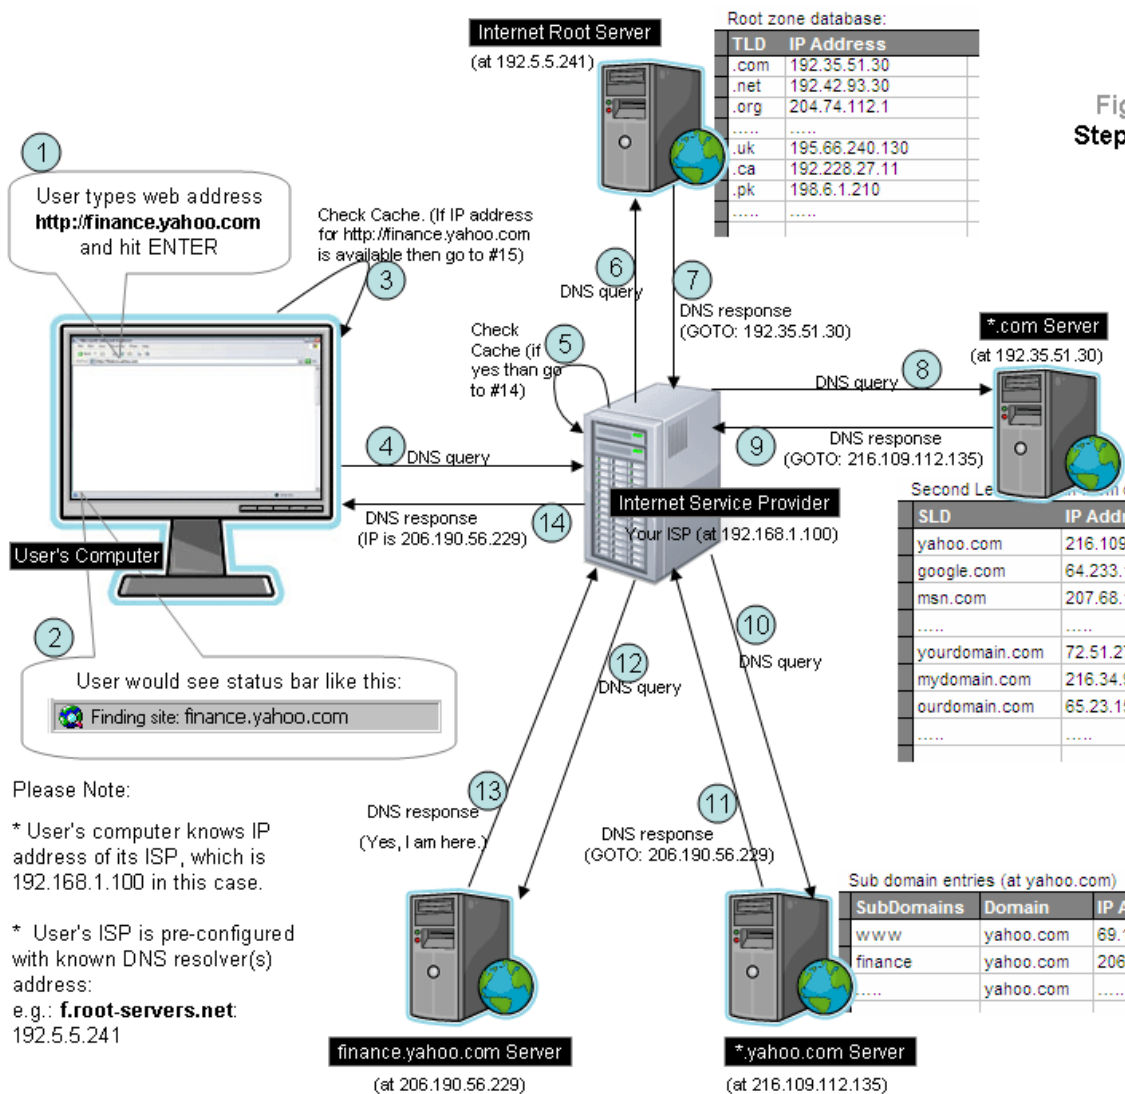 Internet Root Server
(at 192.5.5.241)
Root zone database:
TLD IP Address
.com 192.35.51.30
.net 192.42.93.30
.org 204.74.112.1
..... .....
.uk 195.66.240.130
.ca 192.228.27.11
.pk 198.6.1.210
..... .....
Fig
Step
1
User types web address
http://finance.yahoo.com
and hit ENTER
Check Cache. (If IP address
for http://finance.yahoo.com
is available then go to #15)
3
6
DNS query
7
DNS response
(GOTO: 192.35.51.30)
Check
Cache (if
yes than go
to #14)
5
*.com Server
(at 192.35.51.30)
8
DNS query
9
DNS response
(GOTO: 216.109.112.135)
4
DNS query
DNS response
(IP is 206.190.56.229)
14
Internet Service Provider
Your ISP (at 192.168.1.100)
User's Computer
Second Le
SLD IP Addr
yahoo.com 216.109
google.com 64.233.
msn.com 207.68.
..... .....
yourdomain.com 72.51.2
mydomain.com 216.34.
ourdomain.com 65.23.1
..... .....
2
User would see status bar like this:
Finding site: finance.yahoo.com
10
DNS query
12
DNS query
13
DNS response
(Yes, I am here.)
11
DNS response
(GOTO: 206.190.56.229)
Please Note:
* User's computer knows IP
address of its ISP, which is
192.168.1.100 in this case.
* User's ISP is pre-configured
with known DNS resolver(s)
address:
e.g.: f.root-servers.net:
192.5.5.241
Sub domain entries (at yahoo.com)
SubDomains Domain IP A
www yahoo.com 69.1
finance yahoo.com 206
..... yahoo.com .....
finance.yahoo.com Server
(at 206.190.56.229)
*.yahoo.com Server
(at 216.109.112.135)